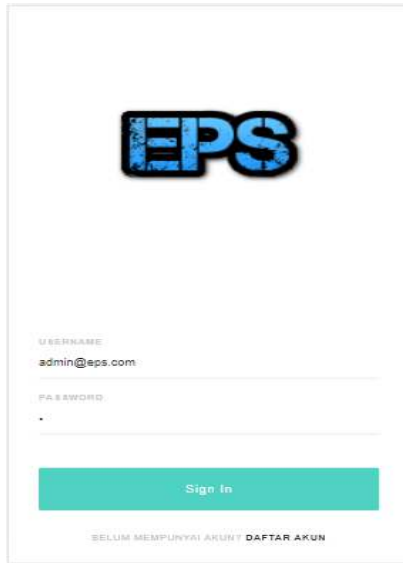 EPS
USERNAME
admin@eps.com
PASSWORD
Sign In
BELUM MEMPUNYAI AKUN? DAFTAR AKUN